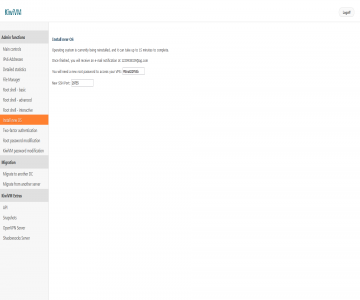 KiwiVM
Logoff
Admin functions
Main controls
IPv6 Addresses
Detailed statistics
File Manager
Root shell - basic
Root shell - advanced
Root shell - interactive
Install new OS
Two-factor authentication
Root password modification
KiwiVM password modification
Migration
Migrate to another DC
Migrate from another server
KiwiVM Extras
API
Snapshots
OpenVPN Server
Shadowsocks Server
Install new OS
Operating system is currently being reinstalled, and it can take up to 15 minutes to complete.
Once finished, you will receive an e-mail notification to
You will need a new root password to access your VPS:
New SSH Port: